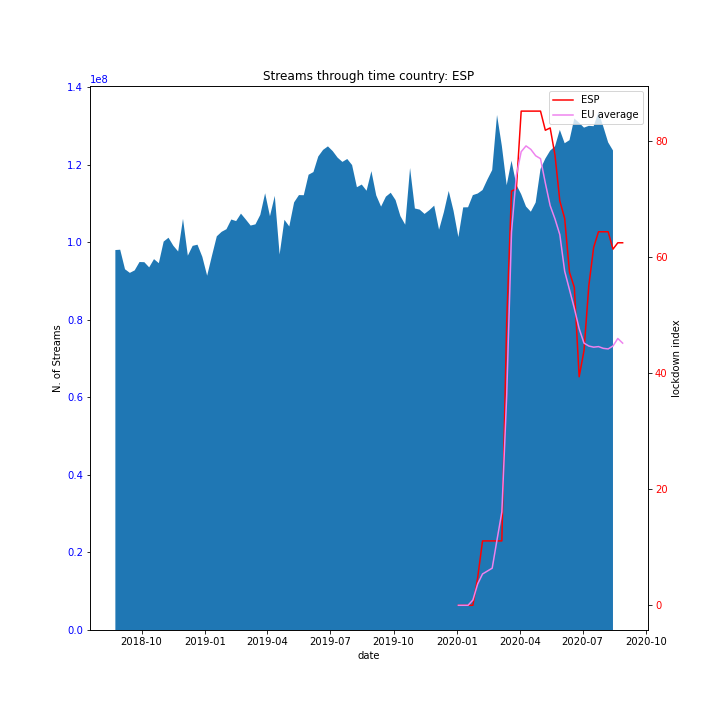 Streams through time country: ESP
1e8
1.4
1.2
1.0
0.8
0.6
0.4
0.2
0.0
N. of Streams
ESP
EU average
80
60
40
20
0
lockdown index
2018-10 2019-01 2019-04 2019-07 2019-10 2020-01 2020-04 2020-07 2020-10
date